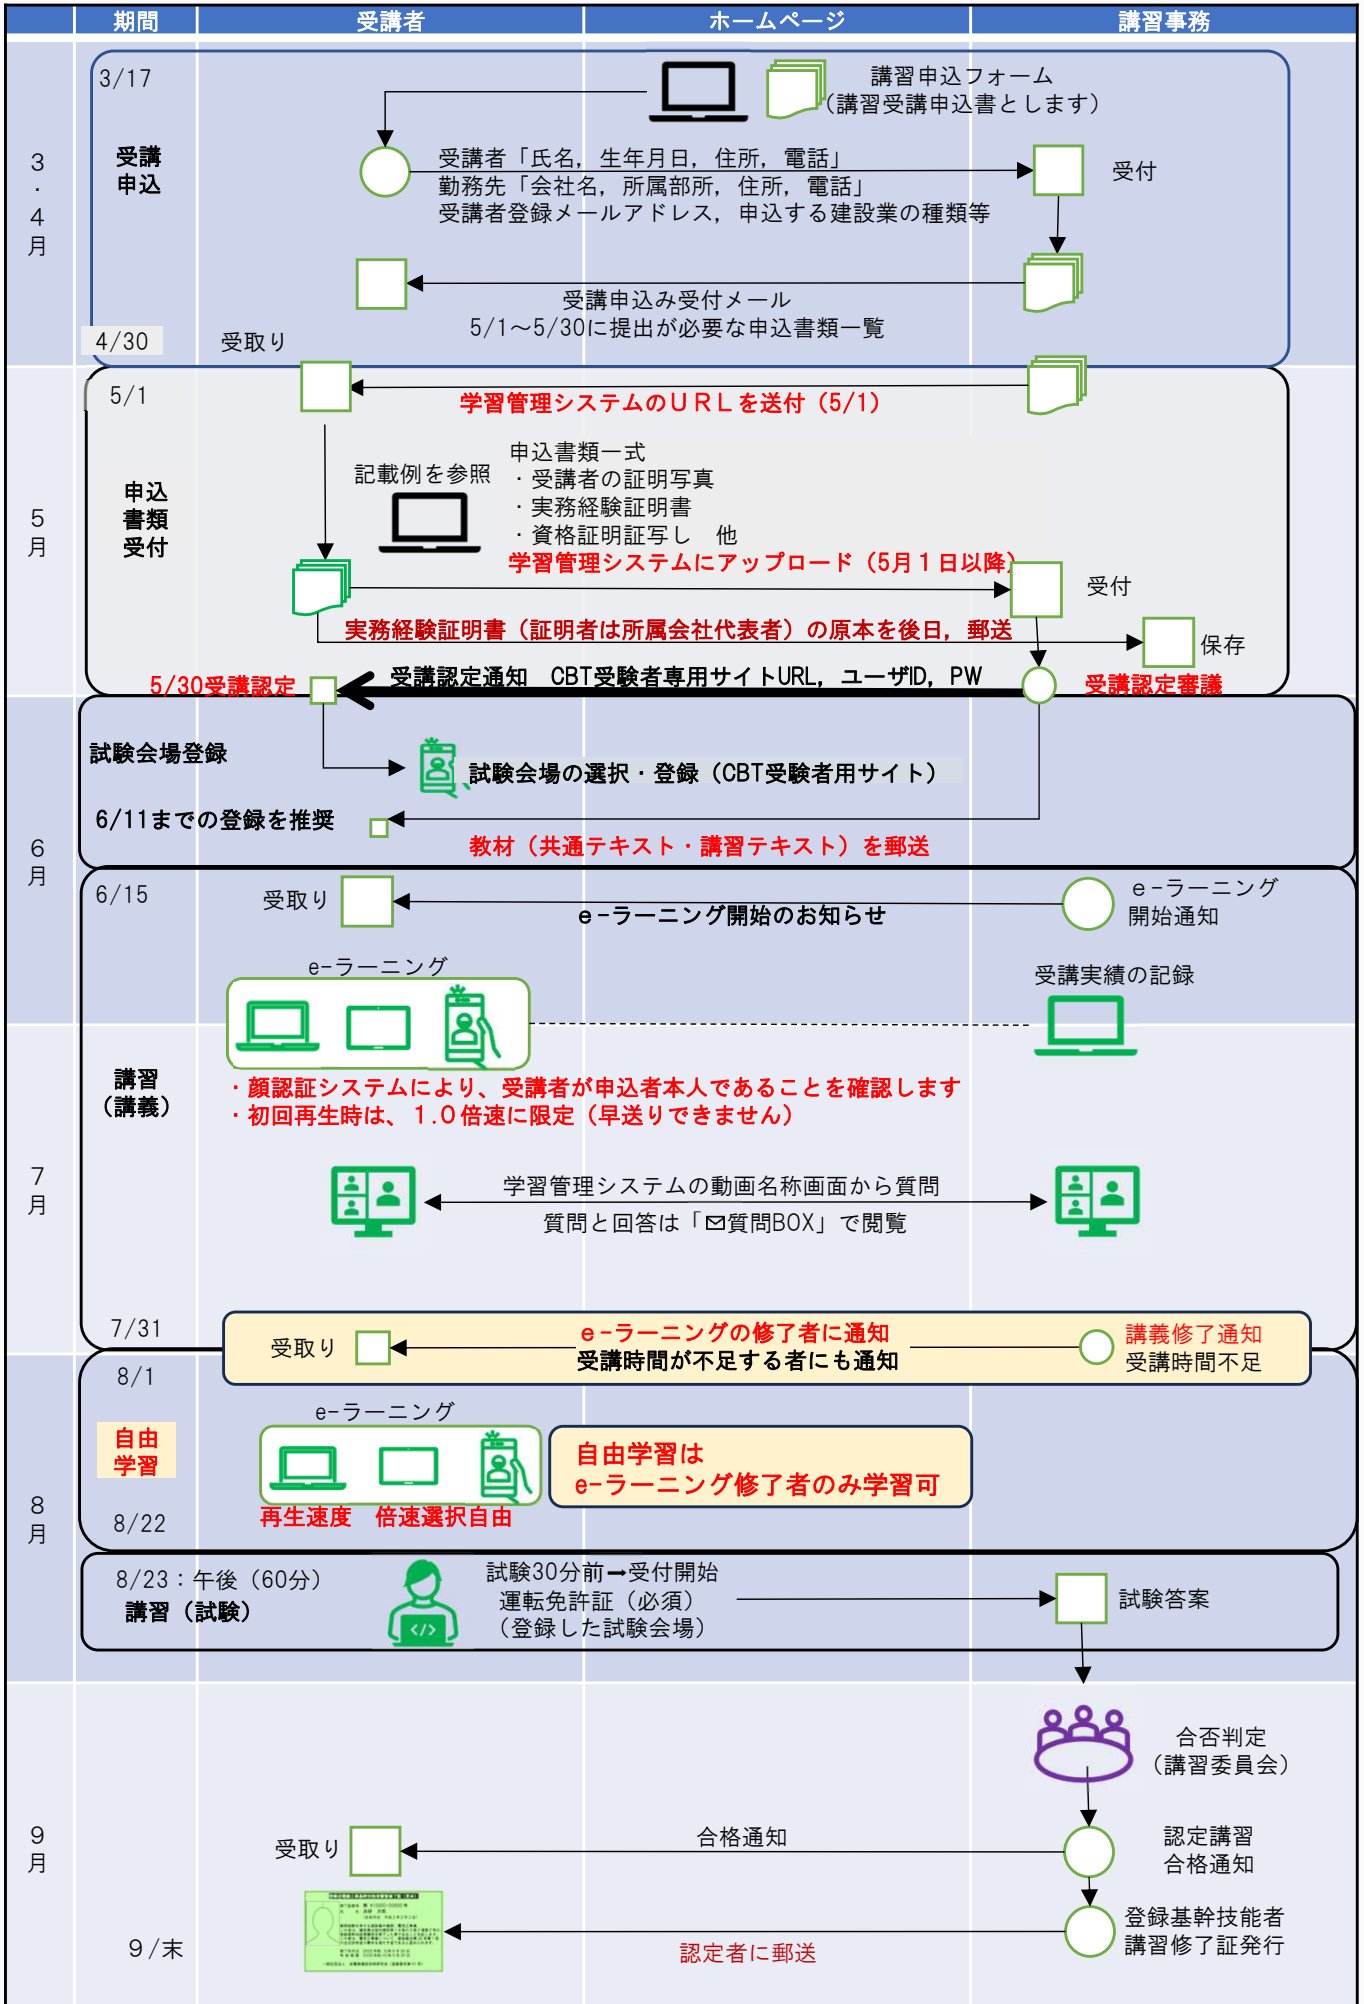 期間 受講者 ホームページ 講習事務
3・4月
3/17
受講
申込
講習申込フォーム
（講習受講申込書とします）
受講者「氏名, 生年月日, 住所, 電話」
勤務先「会社名, 所属部所, 住所, 電話」
受講者登録メールアドレス, 申込する建設業の種類等
受付
受講申込み受付メール
5/1～5/30に提出が必要な申込書類一覧
4/30
受取り
5月
5/1
学習管理システムのＵＲＬを送付（5/1）
申込
書類
受付
記載例を参照
申込書類一式
・受講者の証明写真
・実務経験証明書
・資格証明証写し　他
学習管理システムにアップロード（5月１日以降）
受付
実務経験証明書（証明者は所属会社代表者）の原本を後日, 郵送
保存
5/30受講認定
受講認定通知　CBT受験者専用サイトURL, ユーザID, PW
受講認定審議
6月
試験会場登録
試験会場の選択・登録（CBT受験者用サイト）
6/11までの登録を推奨
教材（共通テキスト・講習テキスト）を郵送
6/15
受取り
ｅ-ラーニング開始のお知らせ
ｅ-ラーニング
開始通知
e-ラーニング
受講実績の記録
講習
（講義）
・顔認証システムにより、受講者が申込者本人であることを確認します
・初回再生時は、１.０倍速に限定（早送りできません）
7月
学習管理システムの動画名称画面から質問
質問と回答は「✉質問BOX」で閲覧
7/31
受取り
ｅ-ラーニングの修了者に通知
受講時間が不足する者にも通知
講義修了通知
受講時間不足
8月
8/1
自由
学習
e-ラーニング
自由学習は
e-ラーニング修了者のみ学習可
再生速度　倍速選択自由
8/22
8/23：午後（60分）
講習（試験）
試験30分前→受付開始
運転免許証（必須）
（登録した試験会場）
</>
試験答案
合否判定
（講習委員会）
9月
受取り
合格通知
認定講習
合格通知
9/末
認定者に郵送
登録基幹技能者
講習修了証発行